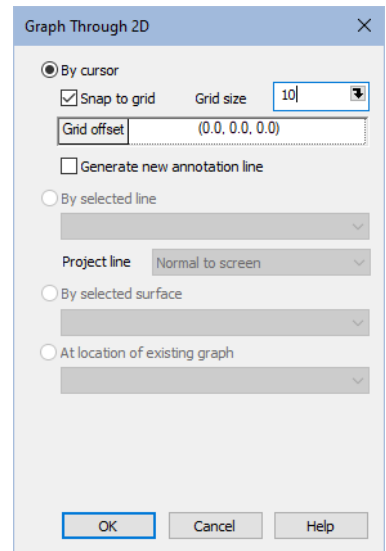 Graph Through 2D
By cursor
Snap to grid Grid size 10
Grid offset (0.0, 0.0, 0.0)
Generate new annotation line
By selected line
Project line Normal to screen
By selected surface
At location of existing graph
OK Cancel Help